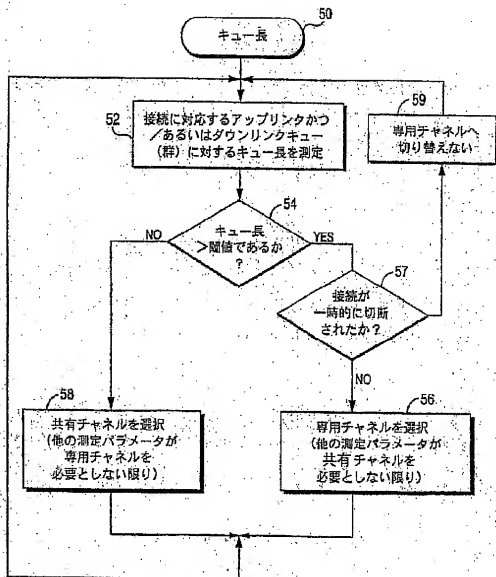 50
キュー長
52
接続に対応するアップリンクかつ
／あるいはダウンリンクキュー
(群)に対するキュー長を測定
59
専用チャネルへ
切り替えない
54
キュー長
＞閾値であるか
？
NO
YES
57
接続が
一時的に切断
されたか？
NO
58
共有チャネルを選択
(他の測定パラメータが
専用チャネルを
必要としない限り)
56
専用チャネルを選択
(他の測定パラメータが
共有チャネルを
必要としない限り)